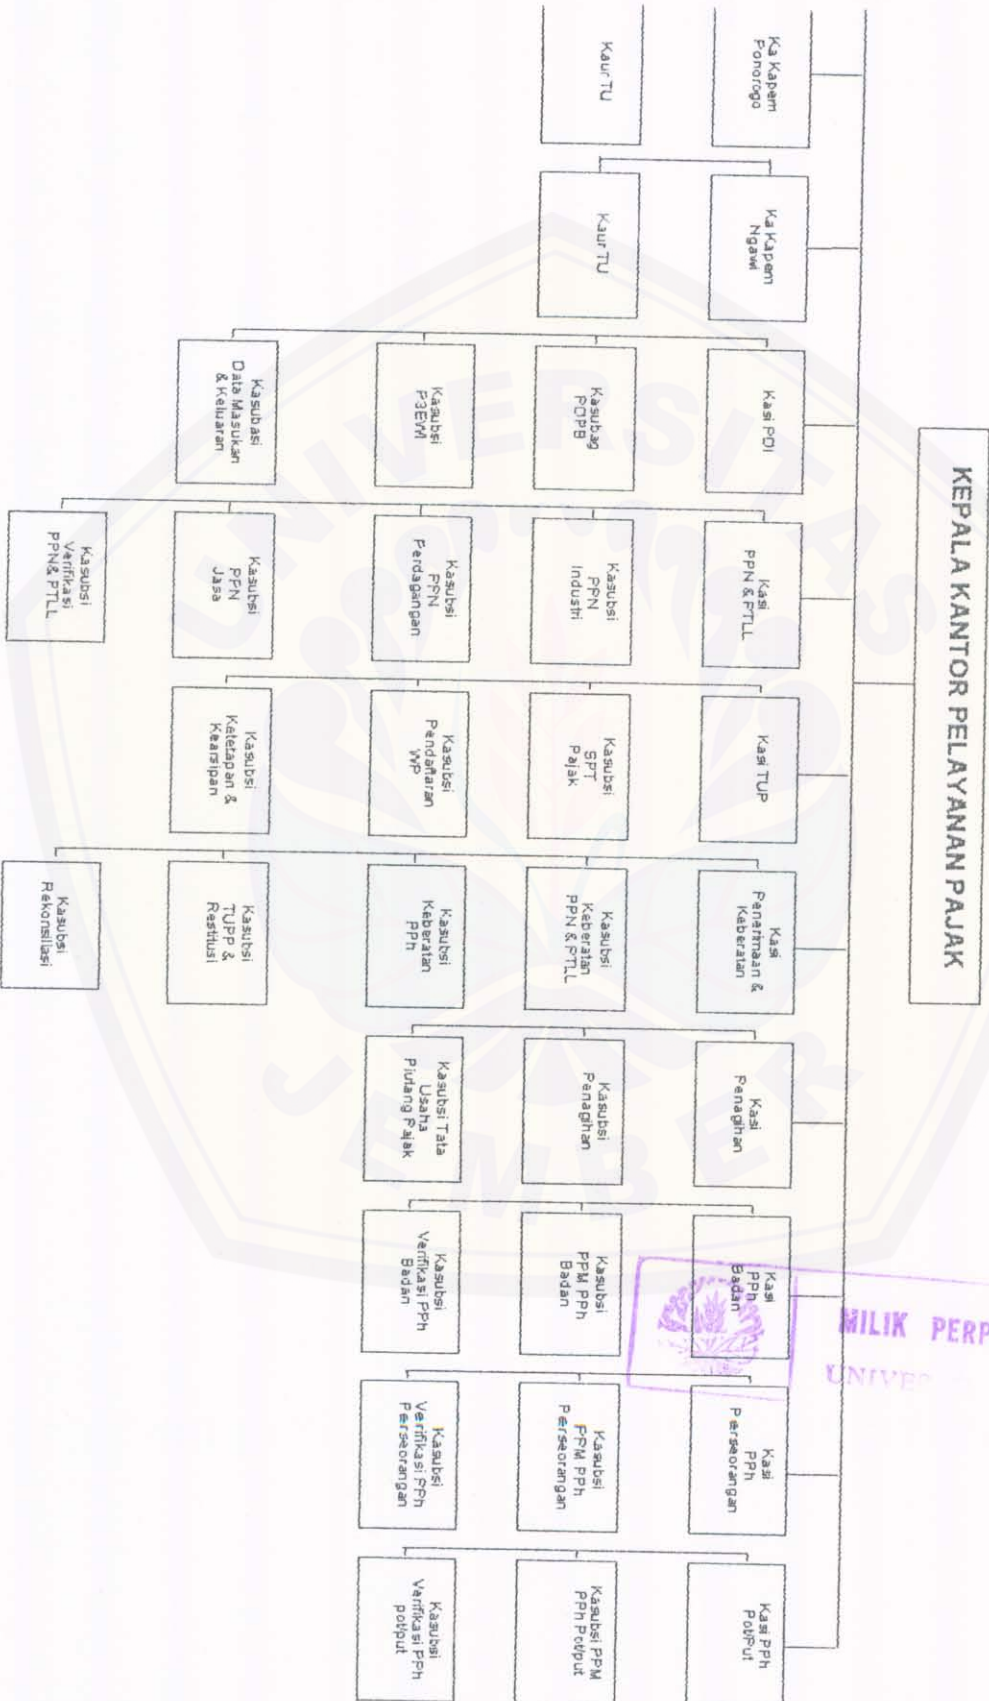 KEPALA KANTOR PELAYANAN PAJAK
Ka Kapem
Ponorogo
Kaur TU
Ka Kapem
Ngawi
Kaur TU
Kasi PDI
Kasubag
PDPB
Kasubsi
P3EWI
Kasubasi
Data Masukan
& Keluaran
Kasi
PPN & PTLL
Kasubsi
PPN
Industri
Kasubsi
PPN
Perdagangan
Kasubsi
PPN
Jasa
Kasubsi
Verifikasi
PPN& PTLL
Kasi TUP
Kasubsi
SPT
Pajak
Kasubsi
Pendaftaran
WP
Kasubsi
Ketetapan &
Kearsipan
Kasi
Penerimaan &
Keberatan
Kasubsi
Keberatan
PPN & PTLL
Kasubsi
Keberatan
PPh
Kasubsi
TUPP &
Restitusi
Kasubsi
Rekonsiliasi
Kasi
Penagihan
Kasubsi
Penagihan
Kasubsi Tata
Usaha
Piutang Pajak
Kasi
PPh
Badan
Kasubsi
PPM PPh
Badan
Kasubsi
Verifikasi PPh
Badan
Kasi
PPh
Perseorangan
Kasubsi
PPM PPh
Perseorangan
Kasubsi
Verifikasi PPh
Perseorangan
Kasi PPh
Pot/Put
Kasubsi PPM
PPh Pot/put
Kasubsi
Verifikasi PPh
pot/put
MILIK PERP
UNIVE
UNIVERSITAS
JEMBER